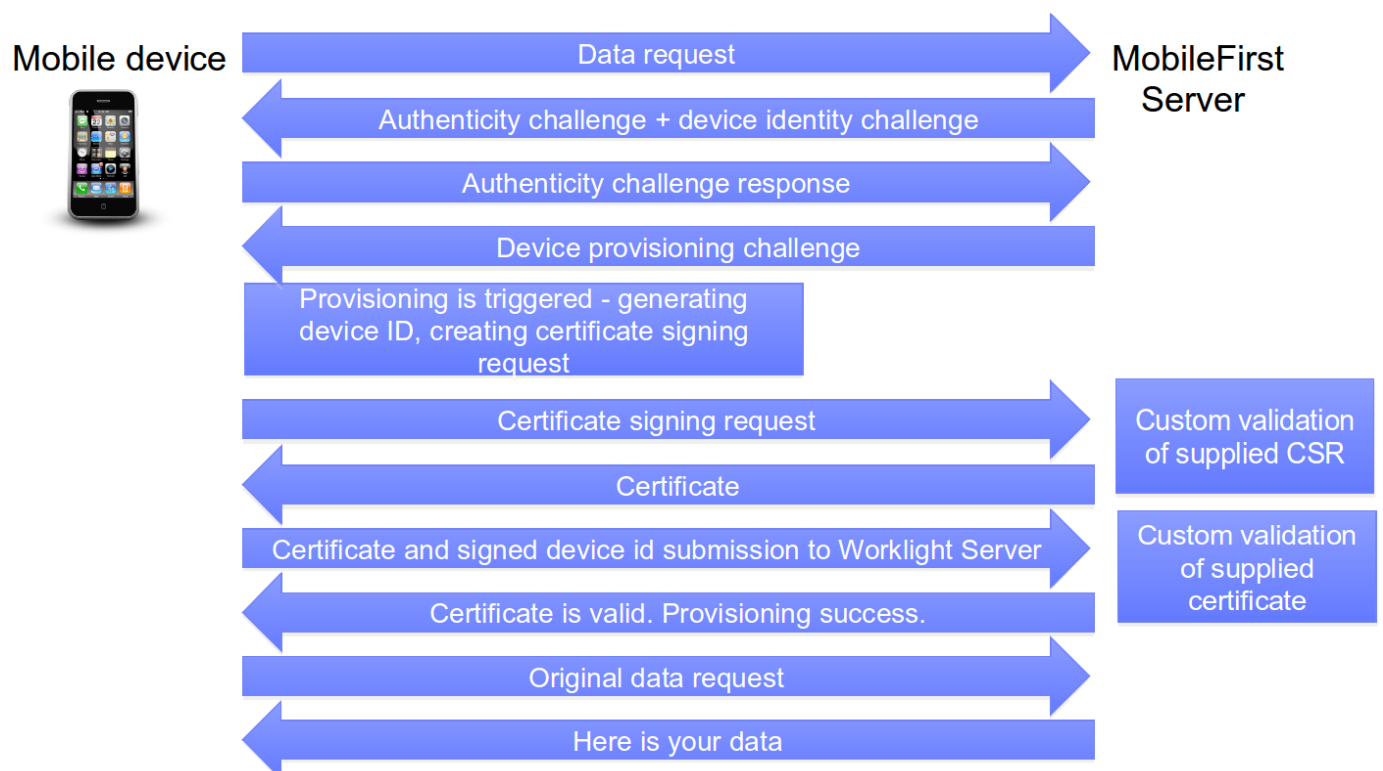 Mobile device
Data request
MobileFirst
Server
Authenticity challenge + device identity challenge
Authenticity challenge response
Device provisioning challenge
Provisioning is triggered - generating
device ID, creating certificate signing
request
Certificate signing request
Custom validation
of supplied CSR
Certificate
Certificate and signed device id submission to Worklight Server
Custom validation
of supplied
certificate
Certificate is valid. Provisioning success.
Original data request
Here is your data